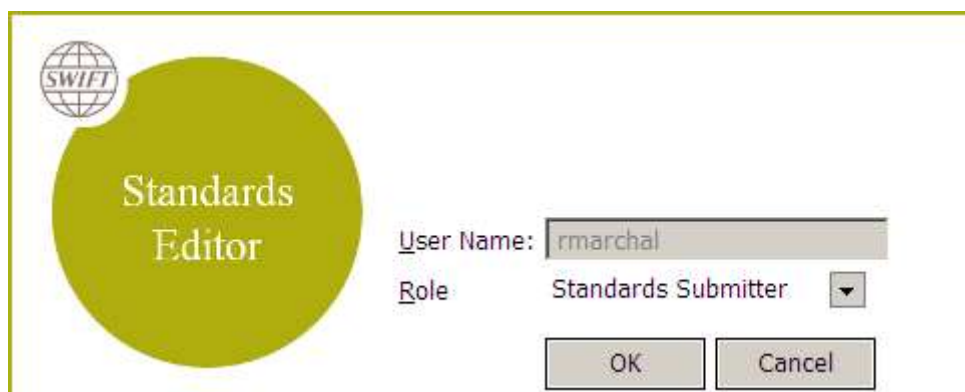 SWIFT
Standards
Editor
User Name: rmarchal
Role Standards Submitter
OK Cancel